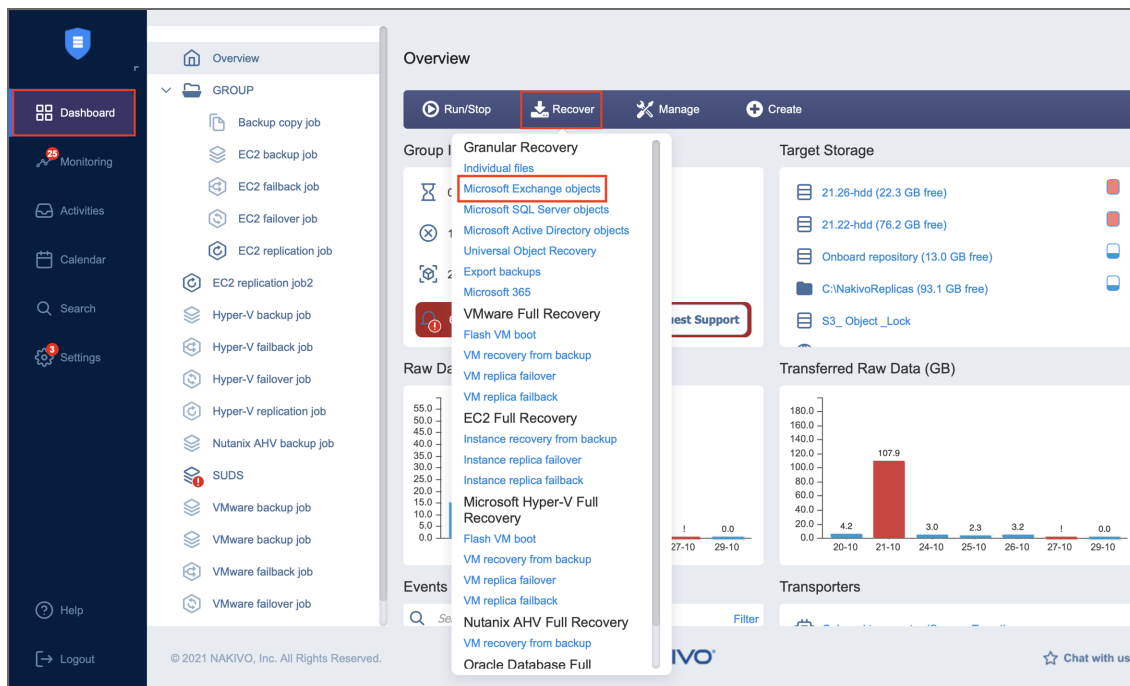 Dashboard
25
Monitoring
Activities
Calendar
Search
3
Settings
Help
Logout
Overview
GROUP
Backup copy job
EC2 backup job
EC2 failback job
EC2 failover job
EC2 replication job
EC2 replication job2
Hyper-V backup job
Hyper-V failback job
Hyper-V failover job
Hyper-V replication job
Nutanix AHV backup job
SUDS
VMware backup job
VMware backup job
VMware failback job
VMware failover job
Overview
Run/Stop
Recover
Manage
Create
Group I
Granular Recovery
Individual files
Microsoft Exchange objects
Microsoft SQL Server objects
Microsoft Active Directory objects
Universal Object Recovery
Export backups
Microsoft 365
VMware Full Recovery
Flash VM boot
VM recovery from backup
VM replica failover
VM replica failback
EC2 Full Recovery
Instance recovery from backup
Instance replica failover
Instance replica failback
Microsoft Hyper-V Full
Recovery
Flash VM boot
VM recovery from backup
VM replica failover
VM replica failback
Nutanix AHV Full Recovery
VM recovery from backup
Oracle Database Full
est Support
Raw Da
55.0
50.0
45.0
40.0
35.0
30.0
25.0
20.0
15.0
10.0
5.0
0.0
! 0.0
27-10 29-10
Events
Filter
Target Storage
21.26-hdd (22.3 GB free)
21.22-hdd (76.2 GB free)
Onboard repository (13.0 GB free)
C:\NakivoReplicas (93.1 GB free)
S3_ Object _Lock
Transferred Raw Data (GB)
180.0
160.0
140.0
120.0
100.0
80.0
60.0
40.0
20.0
0.0
4.2 107.9 3.0 2.3 3.2 ! 0.0
20-10 21-10 24-10 25-10 26-10 27-10 29-10
Transporters
© 2021 NAKIVO, Inc. All Rights Reserved.
IVO
Chat with us